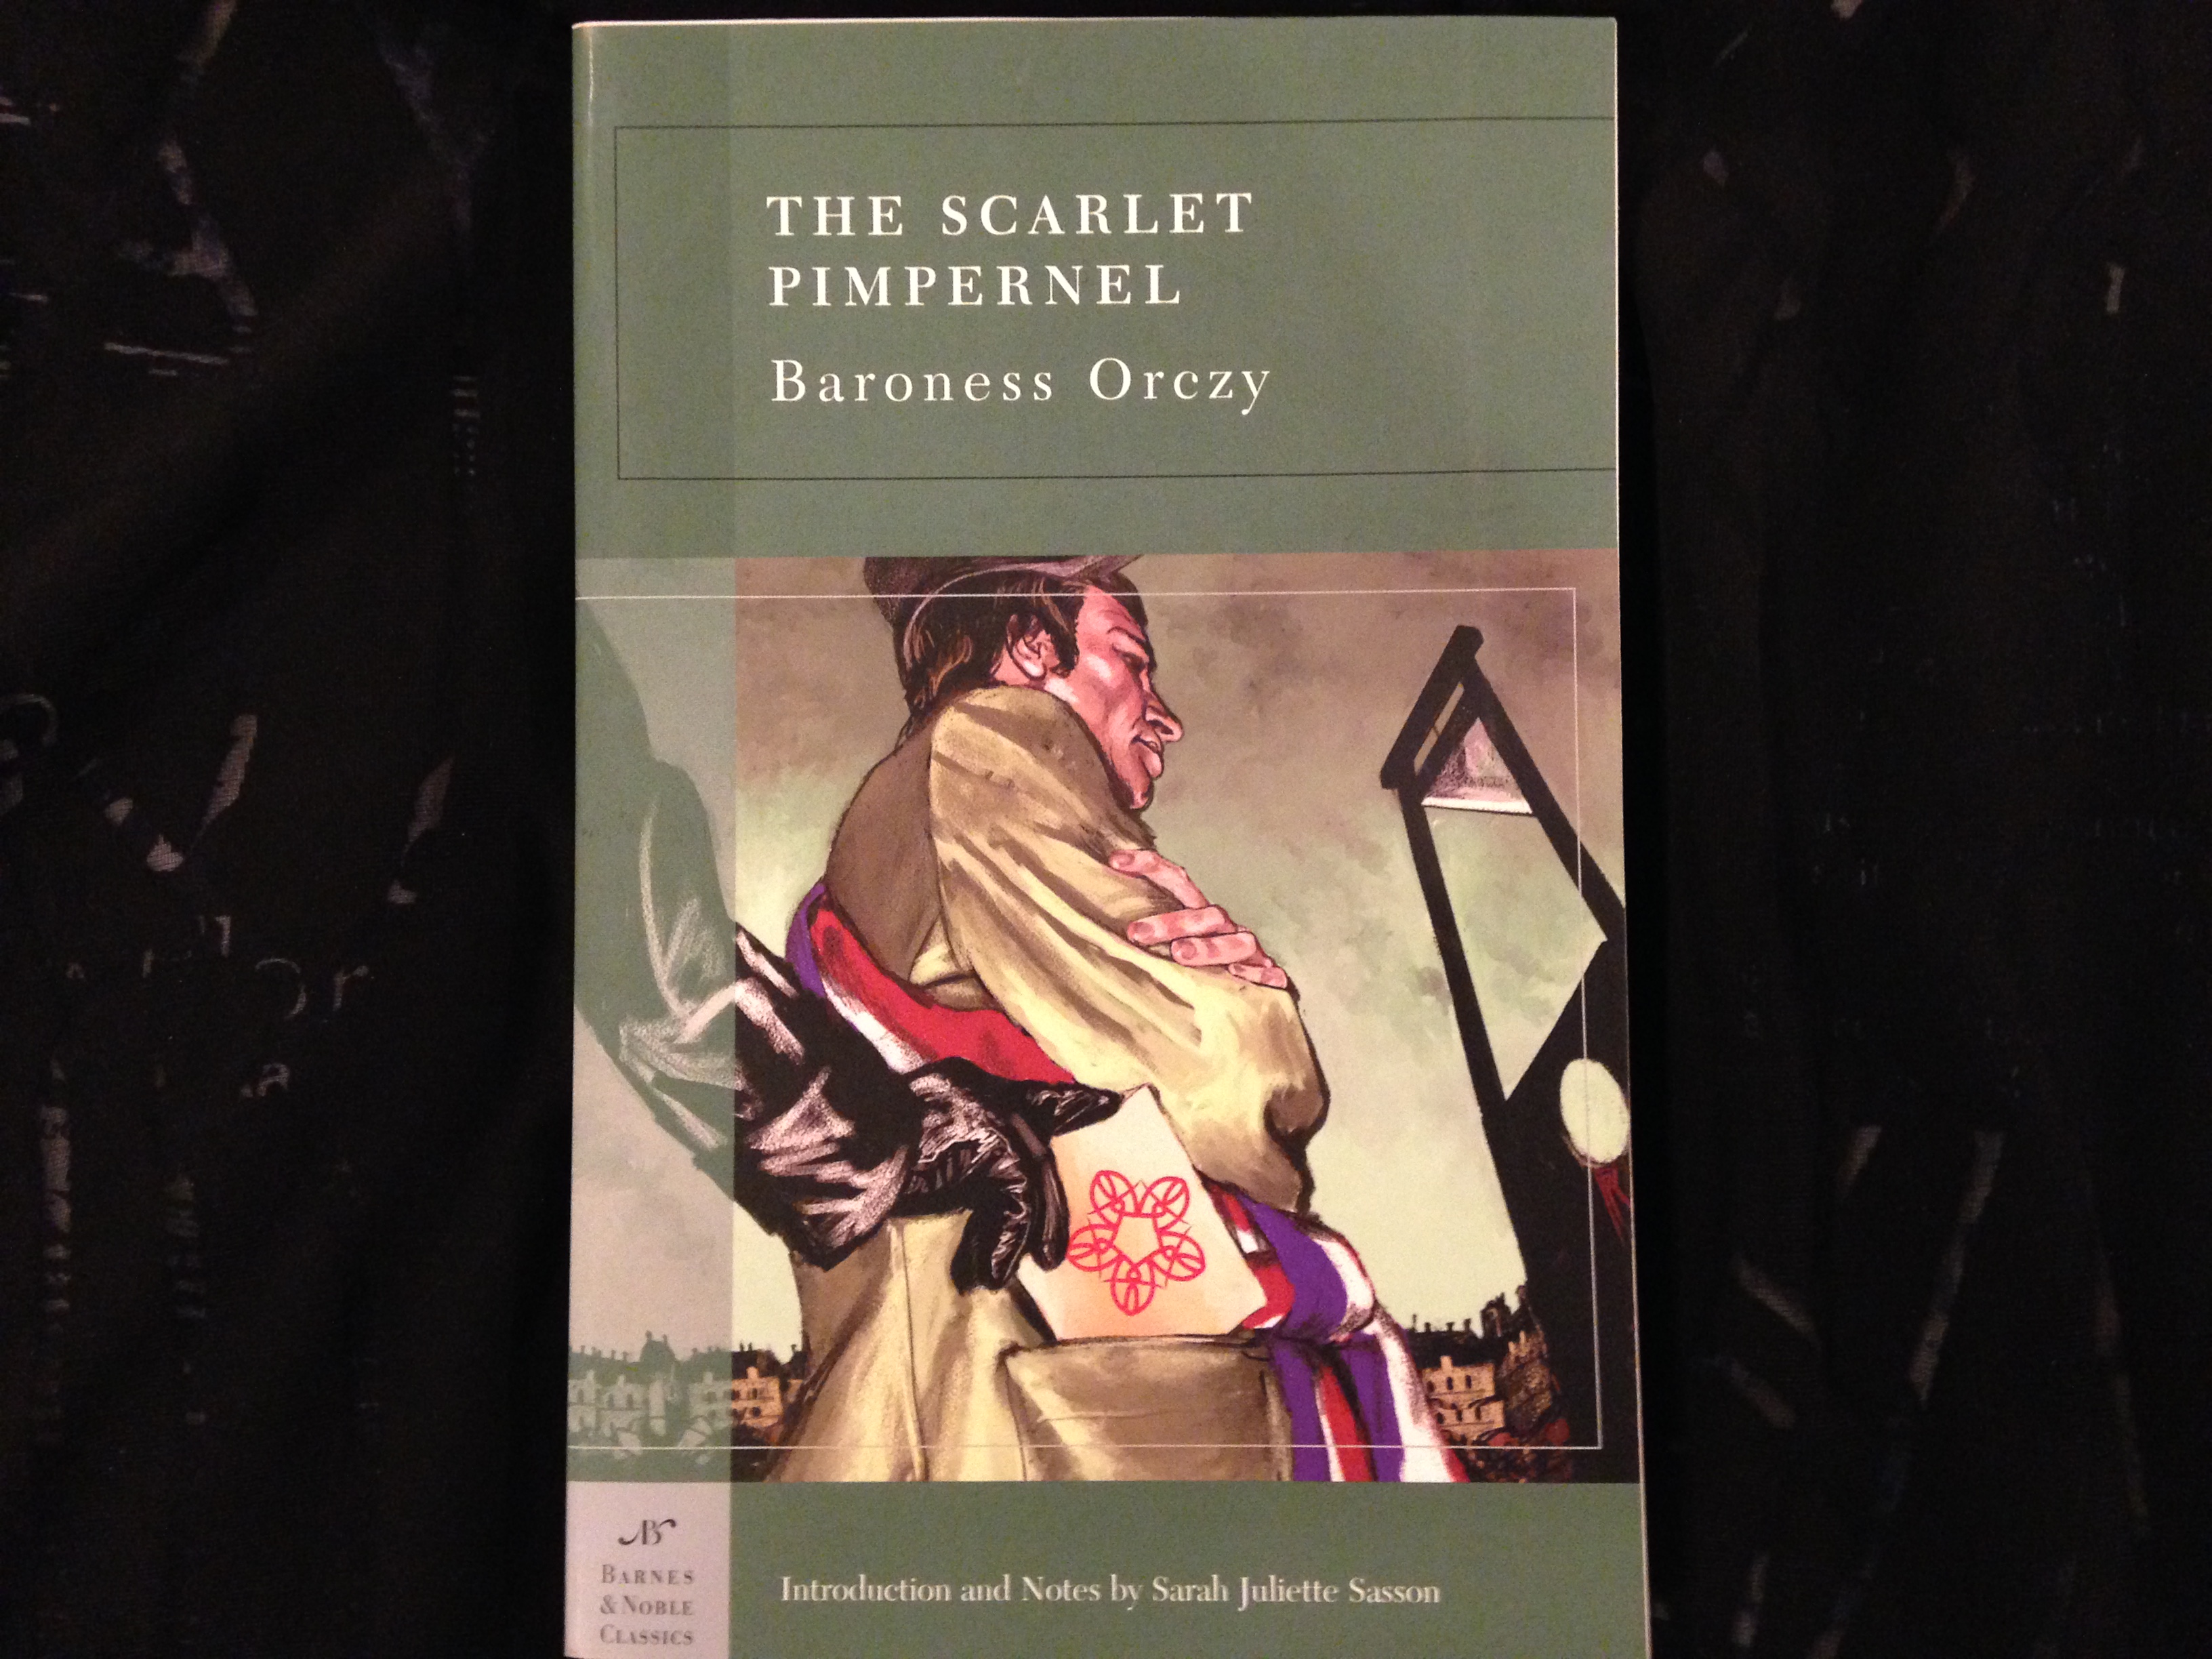 THE SCARLET
PIMPERNEL
Baroness Orczy
B
BARNES
& NOBLE
CLASSICS
Introduction and Notes by Sarah Juliette Sasson